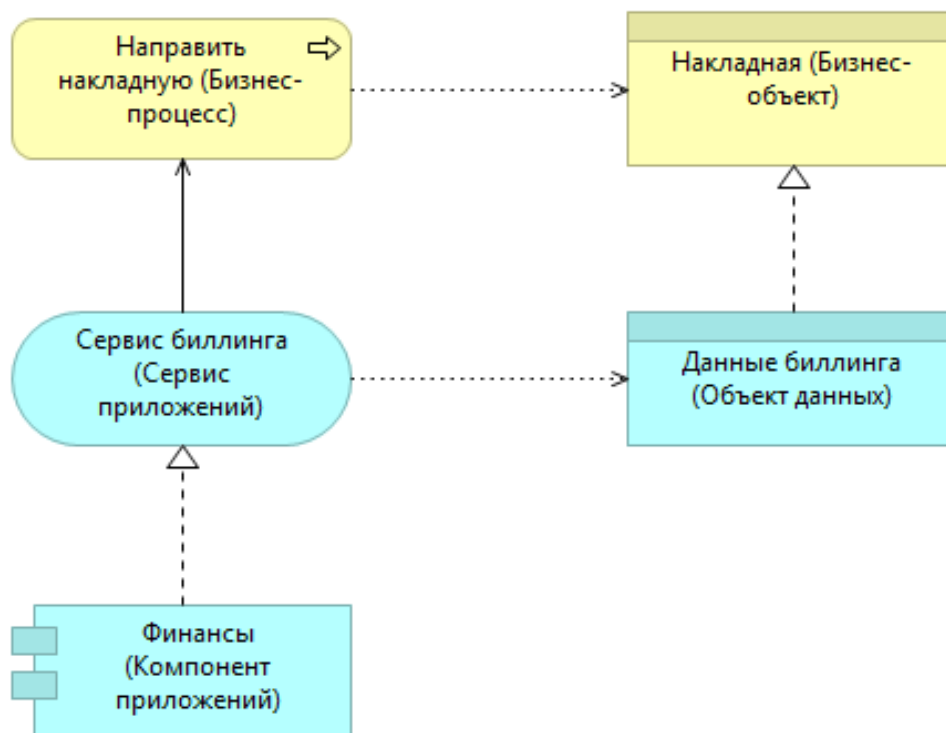 Направить
накладную (Бизнес-
процесс)
Накладная (Бизнес-
объект)
Сервис биллинга
(Сервис
приложений)
Данные биллинга
(Объект данных)
Финансы
(Компонент
приложений)